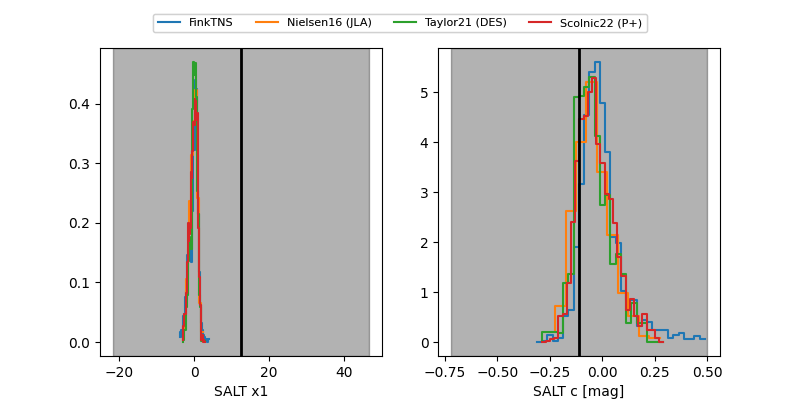 FinkTNS Nielsen16 (JLA) Taylor21 (DES) Scolnic22 (P+)
0.4
0.3
0.2
0.1
0.0
−20 0 20 40
SALT x1
5
4
3
2
1
0
−0.75 −0.50 −0.25 0.00 0.25 0.50
SALT c [mag]